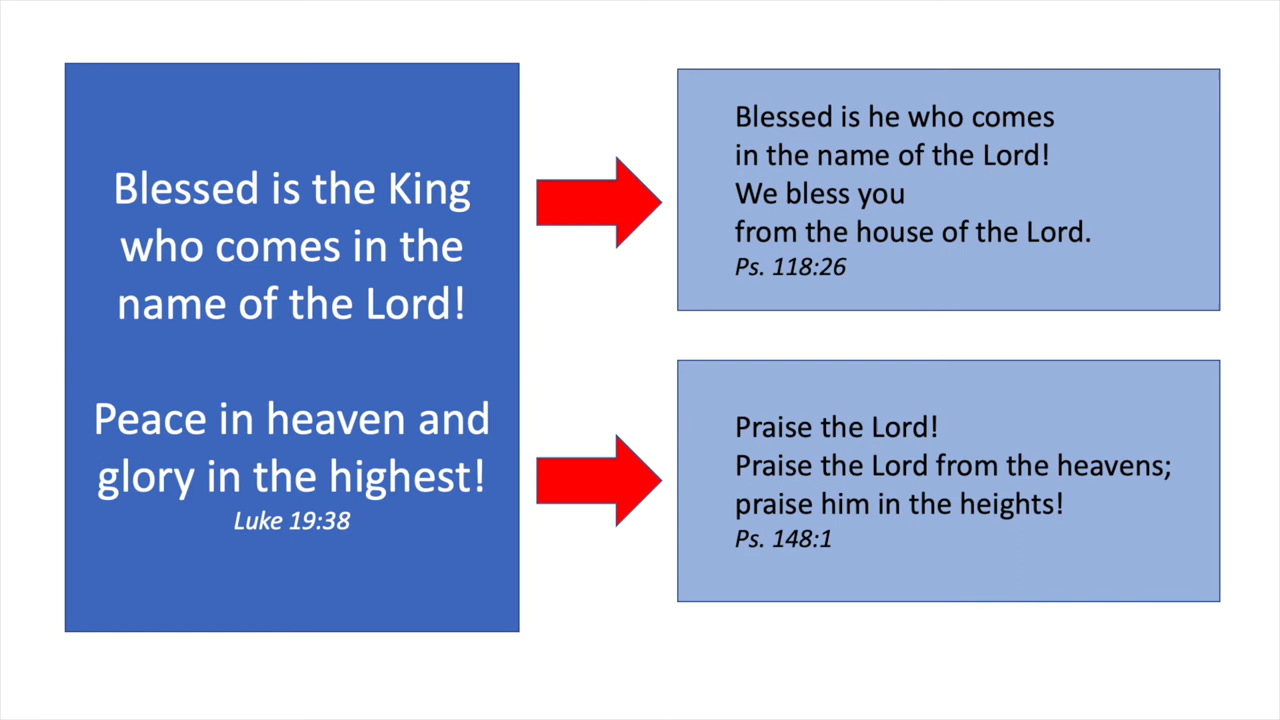 Blessed is the King
who comes in the
name of the Lord!
Peace in heaven and
glory in the highest!
Luke 19:38
Blessed is he who comes
in the name of the Lord!
We bless you
from the house of the Lord.
Ps. 118:26
Praise the Lord!
Praise the Lord from the heavens;
praise him in the heights!
Ps. 148:1